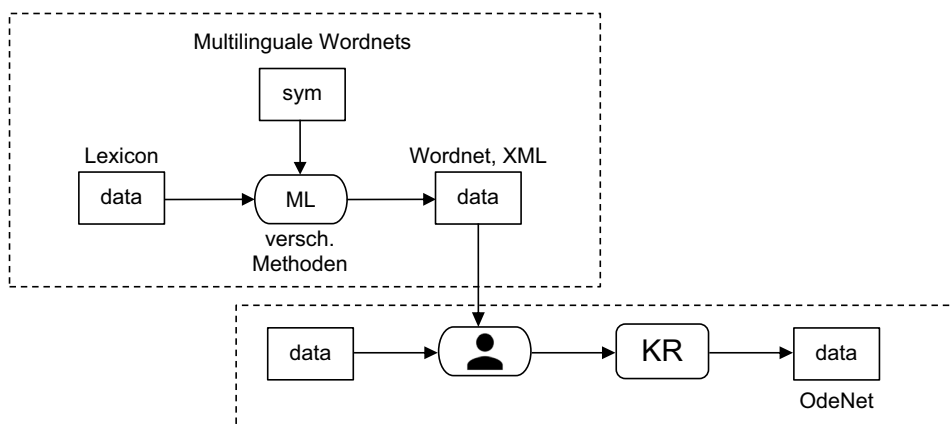 Multilinguale Wordnets
sym
Lexicon
Wordnet, XML
data
ML
data
versch.
Methoden
data
KR
data
OdeNet